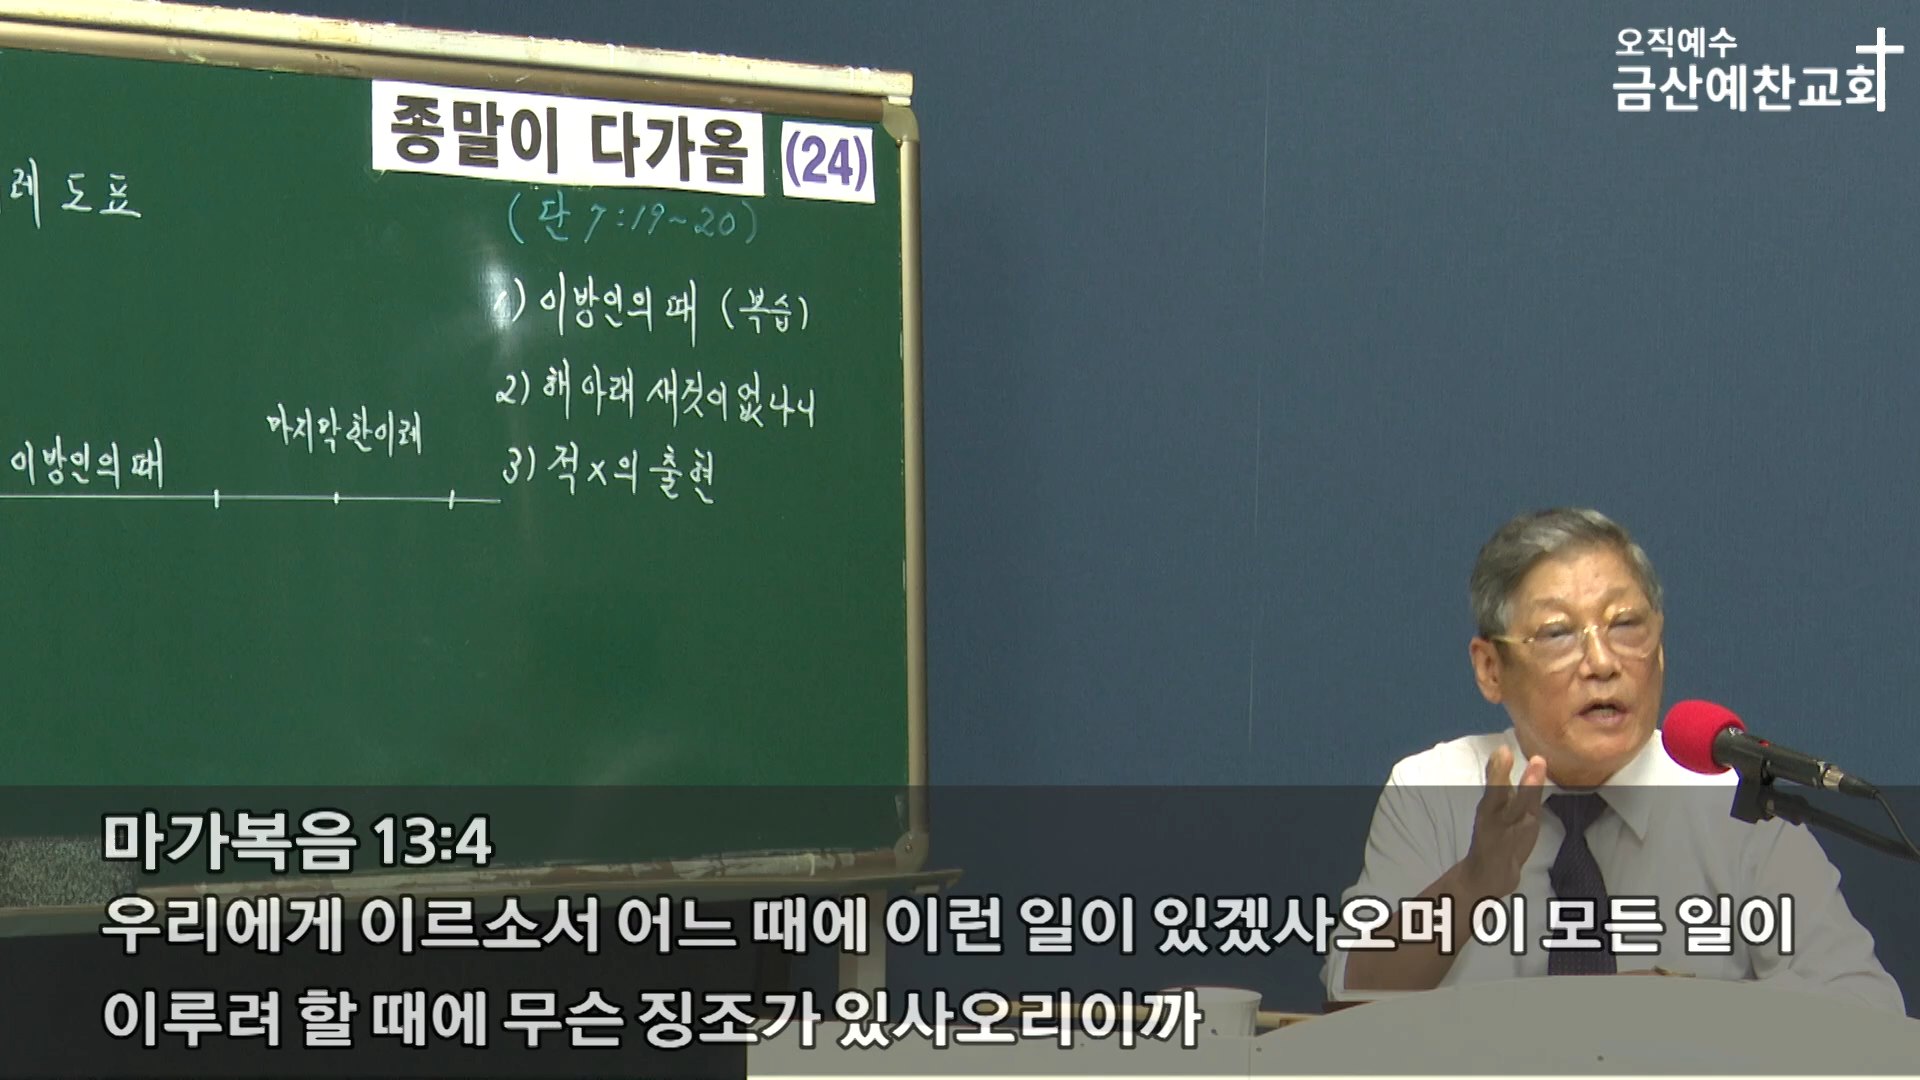 오직예수
금산예찬교회
종말이 다가옴 (24)
(단 7:19~20)
레 도표
1) 이방인의 때 (복습)
2) 해 아래 새것이 없나니
3) 적x의 출현
마지막 한이레
이방인의 때
마가복음 13:4
우리에게 이르소서 어느 때에 이런 일이 있겠사오며 이 모든 일이
이루려 할 때에 무슨 징조가 있사오리이까